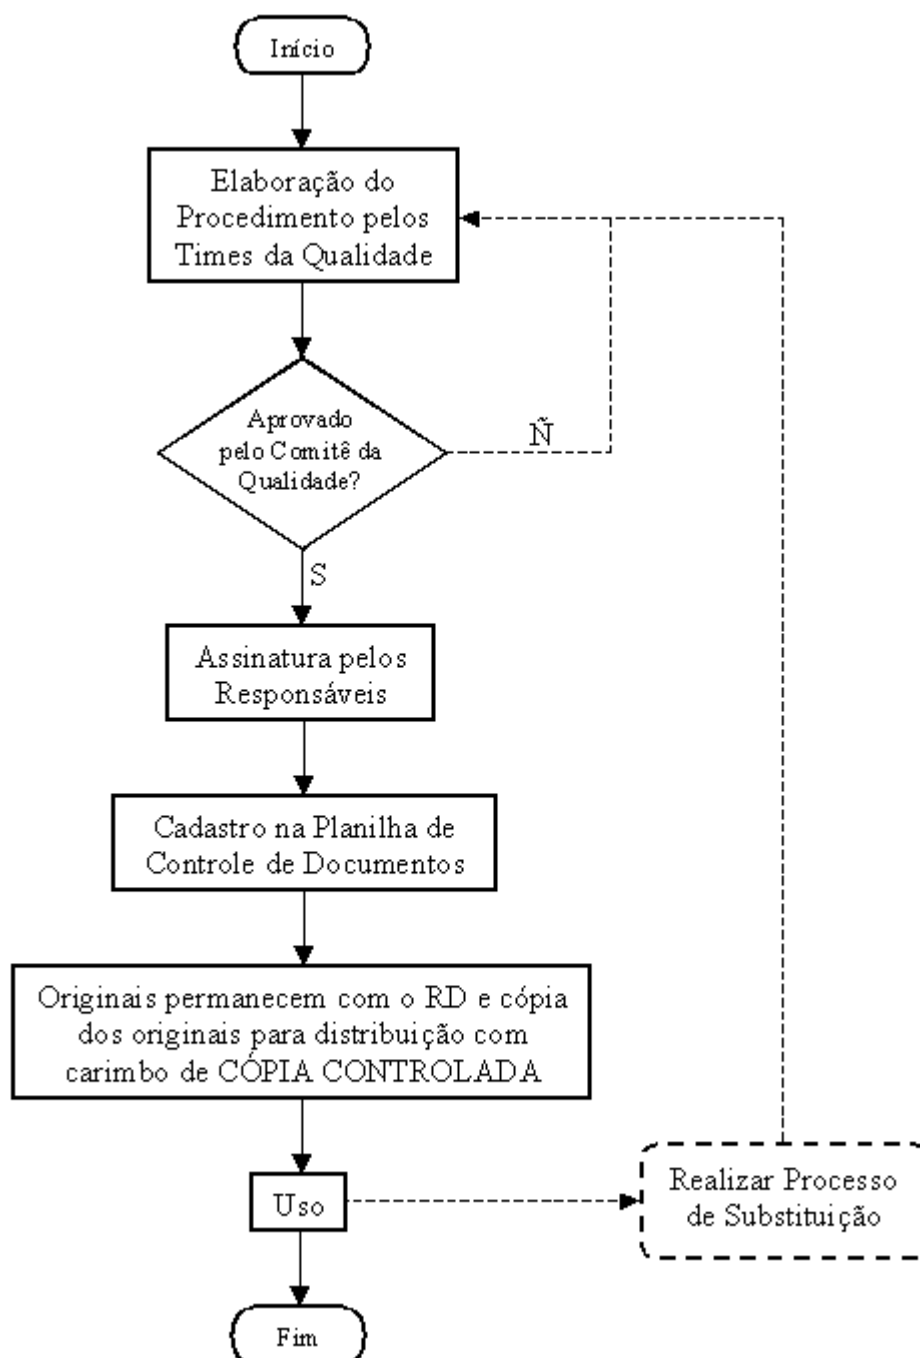 Início
Elaboração do
Procedimento pelos
Times da Qualidade
Aprovado
pelo Comitê da
Qualidade?
Ñ
S
Assinatura pelos
Responsáveis
Cadastro na Planilha de
Controle de Documentos
Originais permanecem com o RD e cópia
dos originais para distribuição com
carimbo de CÓPIA CONTROLADA
Uso
Realizar Processo
de Substituição
Fim